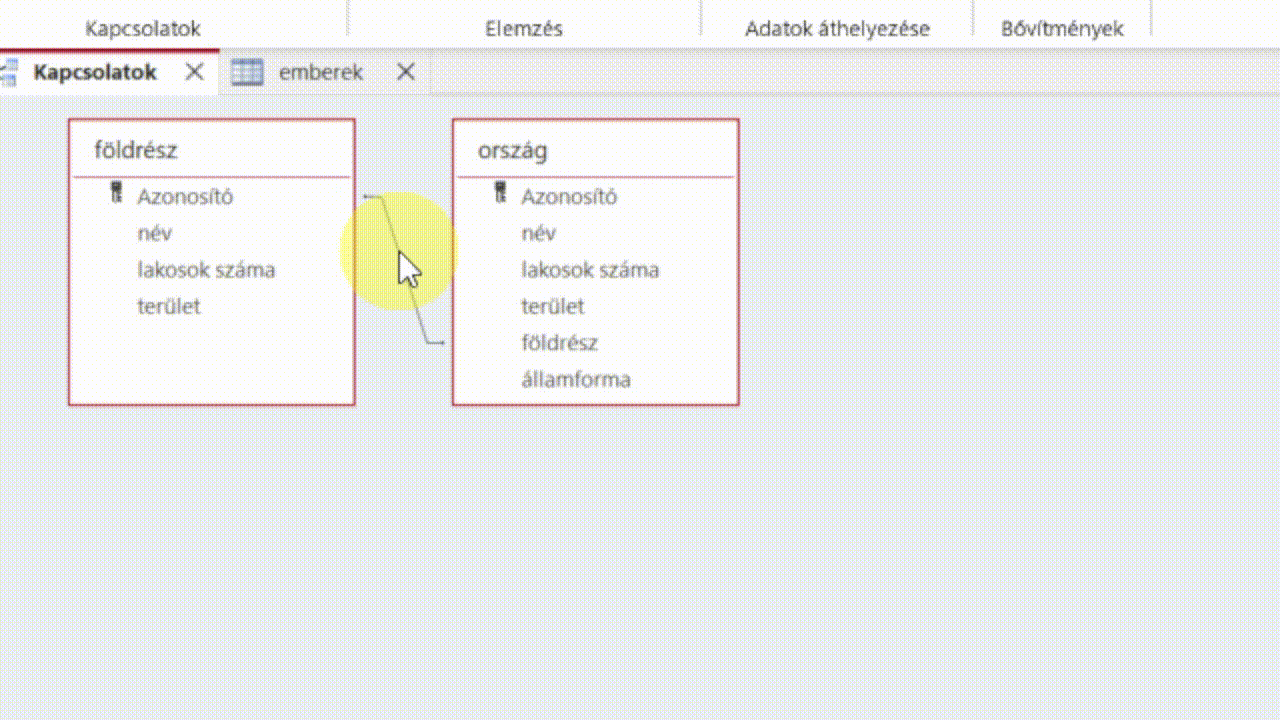 Kapcsolatok Elemzés Adatok áthelyezése Bővítmények
Kapcsolatok emberek
földrész
Azonosító
név
lakosok száma
terület
ország
Azonosító
név
lakosok száma
terület
földrész
államforma